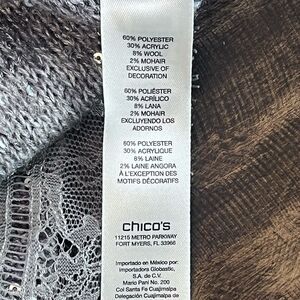 60% POLYESTER
30% ACRYLIC
8% WOOL
2% MOHAIR
EXCLUSIVE OF
DECORATION
60% POLIÉSTER
30% ACRÍLICO
8% LANA
2% MOHAIR
EXCLUYENDO LOS
ADORNOS
60% POLYESTER
30% ACRYLIQUE
8% LAINE
2% LAINE ANGORA
À L'EXCEPTION DES
MOTIFS DÉCORATIFS
chico's
11215 METRO PARKWAY
FORT MYERS, FL 33966
Importado en México por:
Importadora Globastic,
S.A. de C.V.
Mario Pani No. 200
Col Santa Fe Cuajimalpa
Delegación Cuajimalpa de